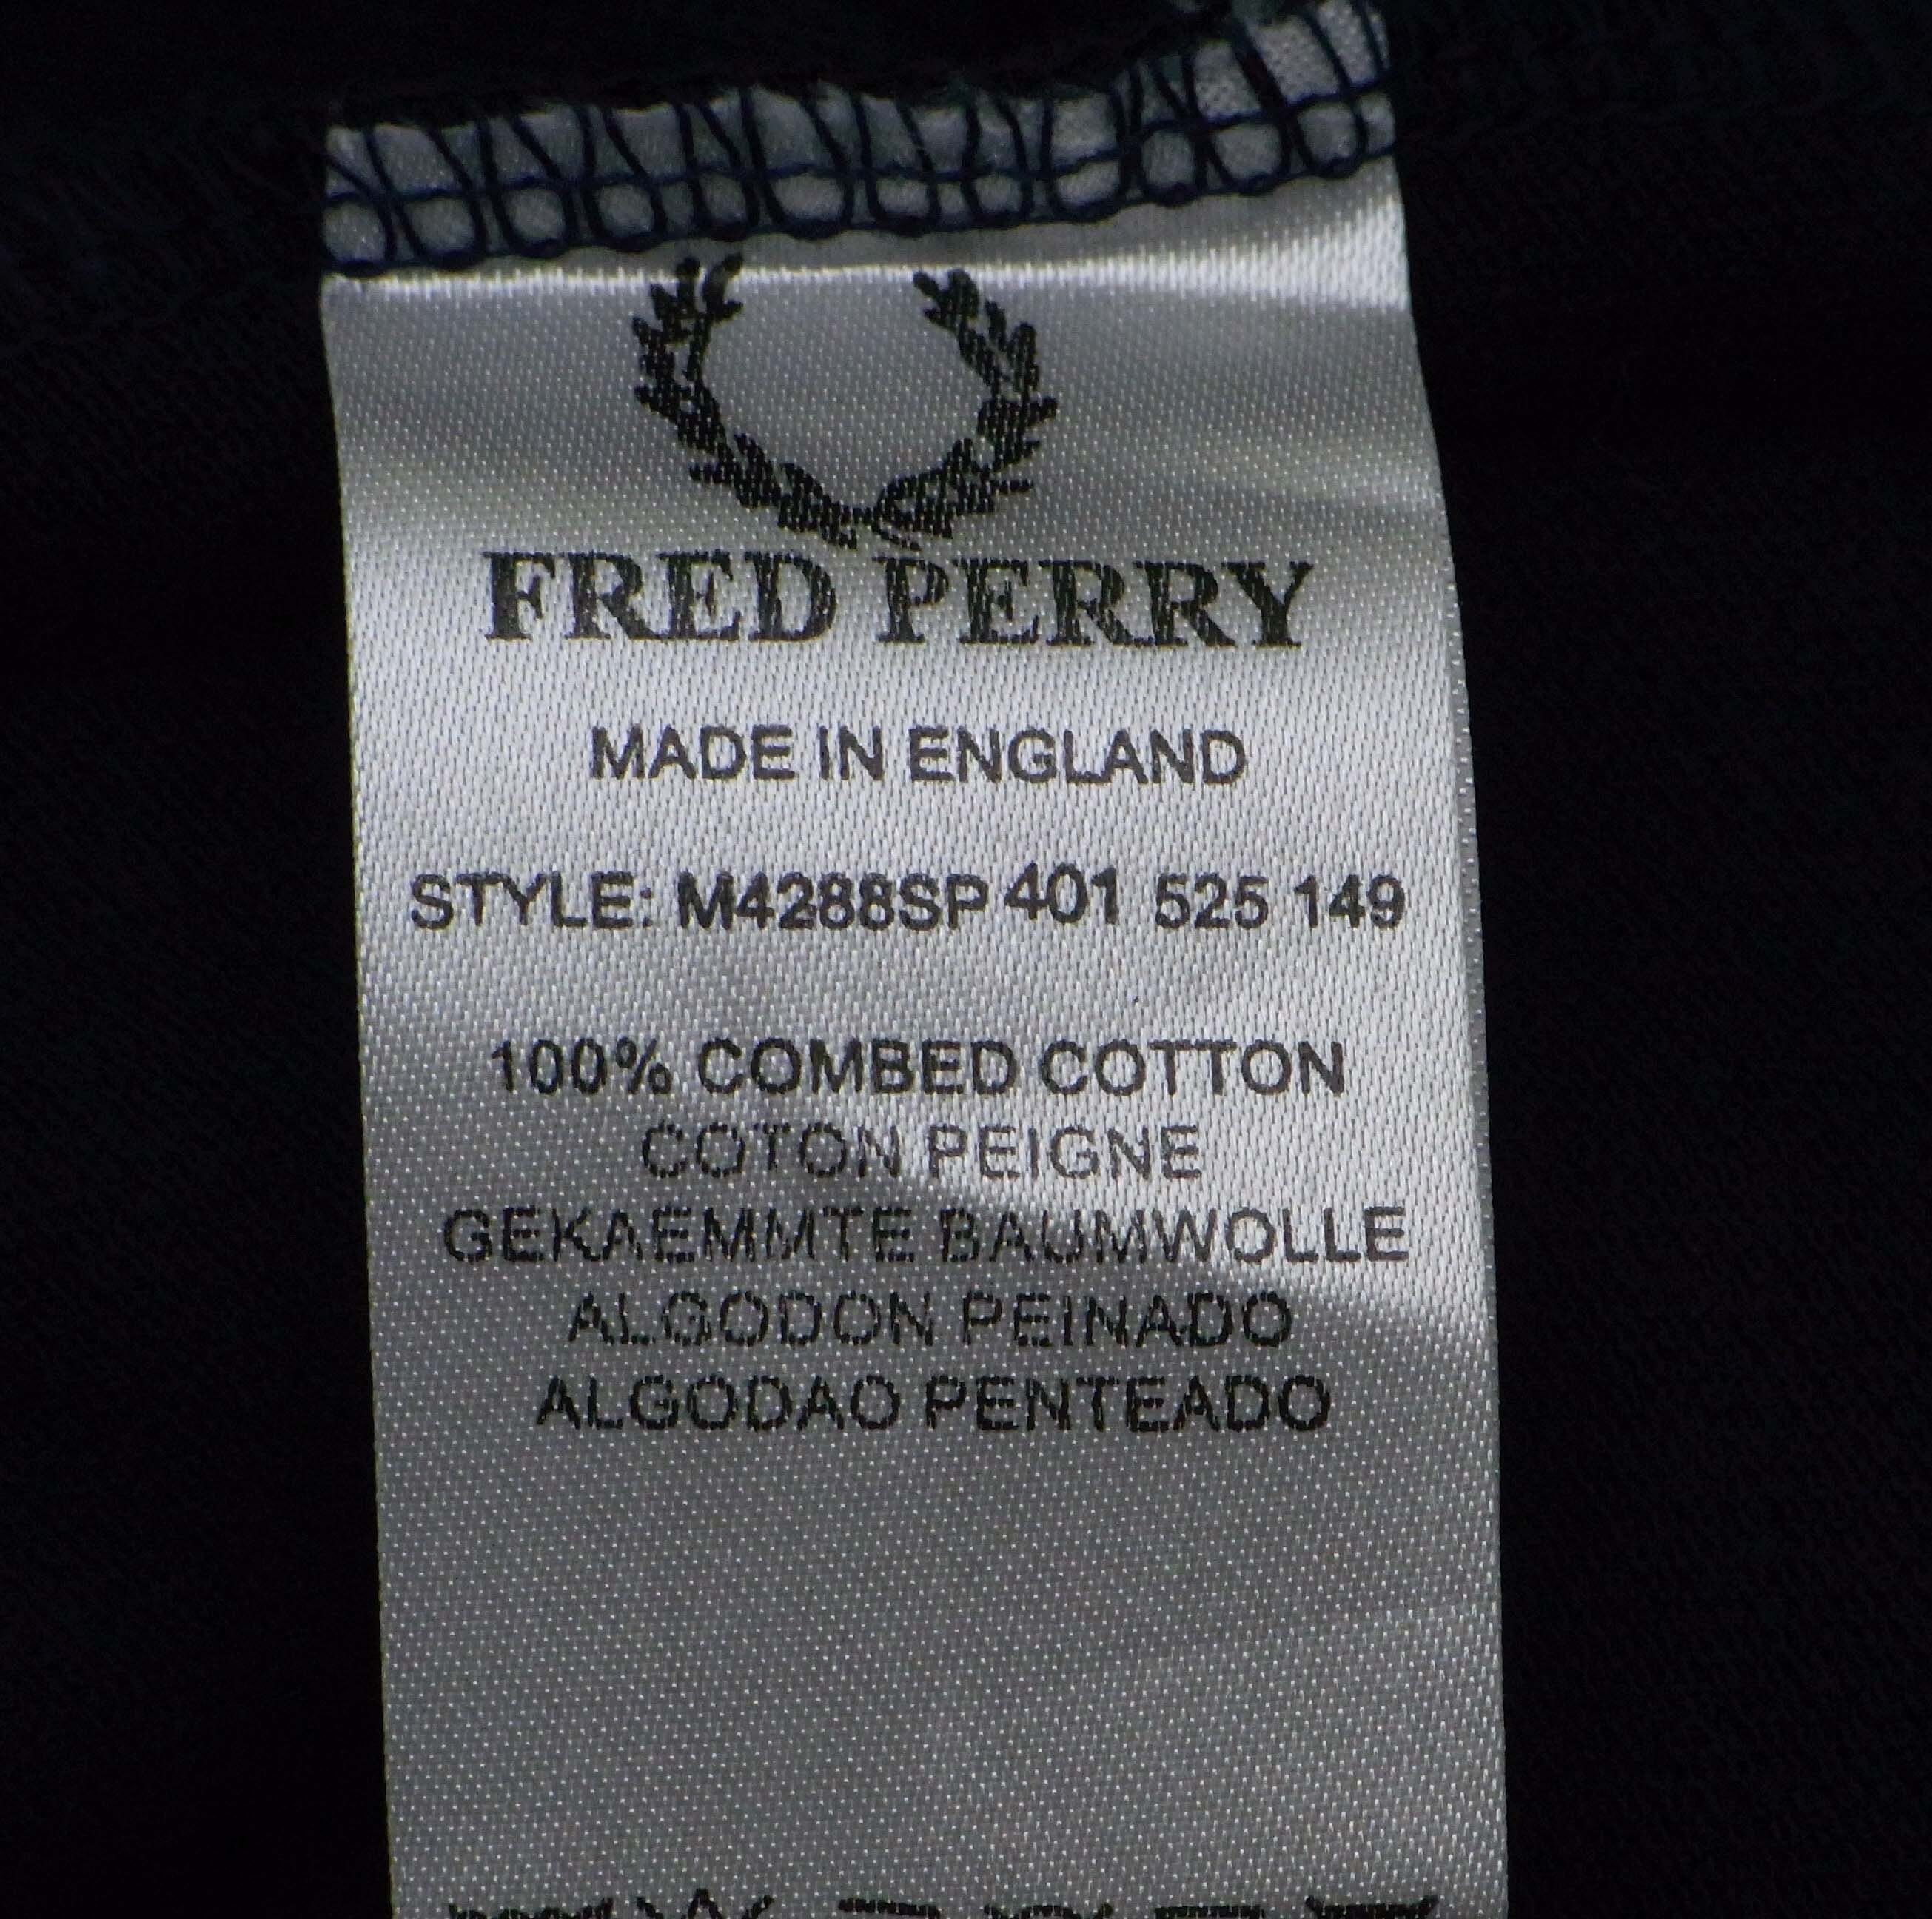 FRED PERRY
MADE IN ENGLAND
STYLE: M4288SP 401 525 149
100% COMBED COTTON
COTON PEIGNE
GEKAEMMTE BAUMWOLLE
ALGODON PEINADO
ALGODAO PENTEADO